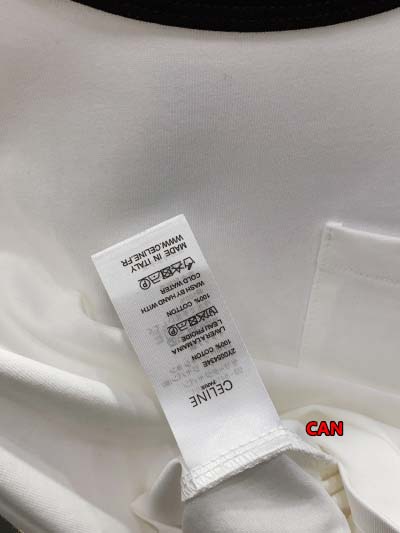 CELINE
PARIS
2Y005434E
100% COTON
LAVER A LA MAIN A
L EAU FROIDE
100% COTTON
WASH BY HAND WITH
COLD WATER
WWW.CELINE.FR
MADE IN ITALY
CAN